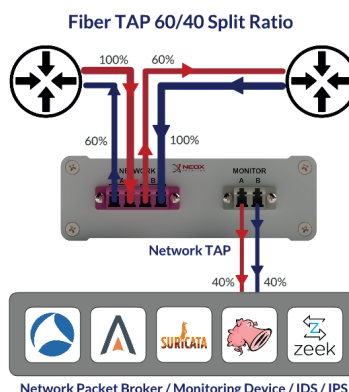 Fiber TAP 60/40 Split Ratio
100%
60%
60%
100%
NETWORK
A B
NEOX
MONITOR
A B
Network TAP
40%
40%
SURICATA
zeek
Network Packet Broker / Monitoring Device / IDS / IPS